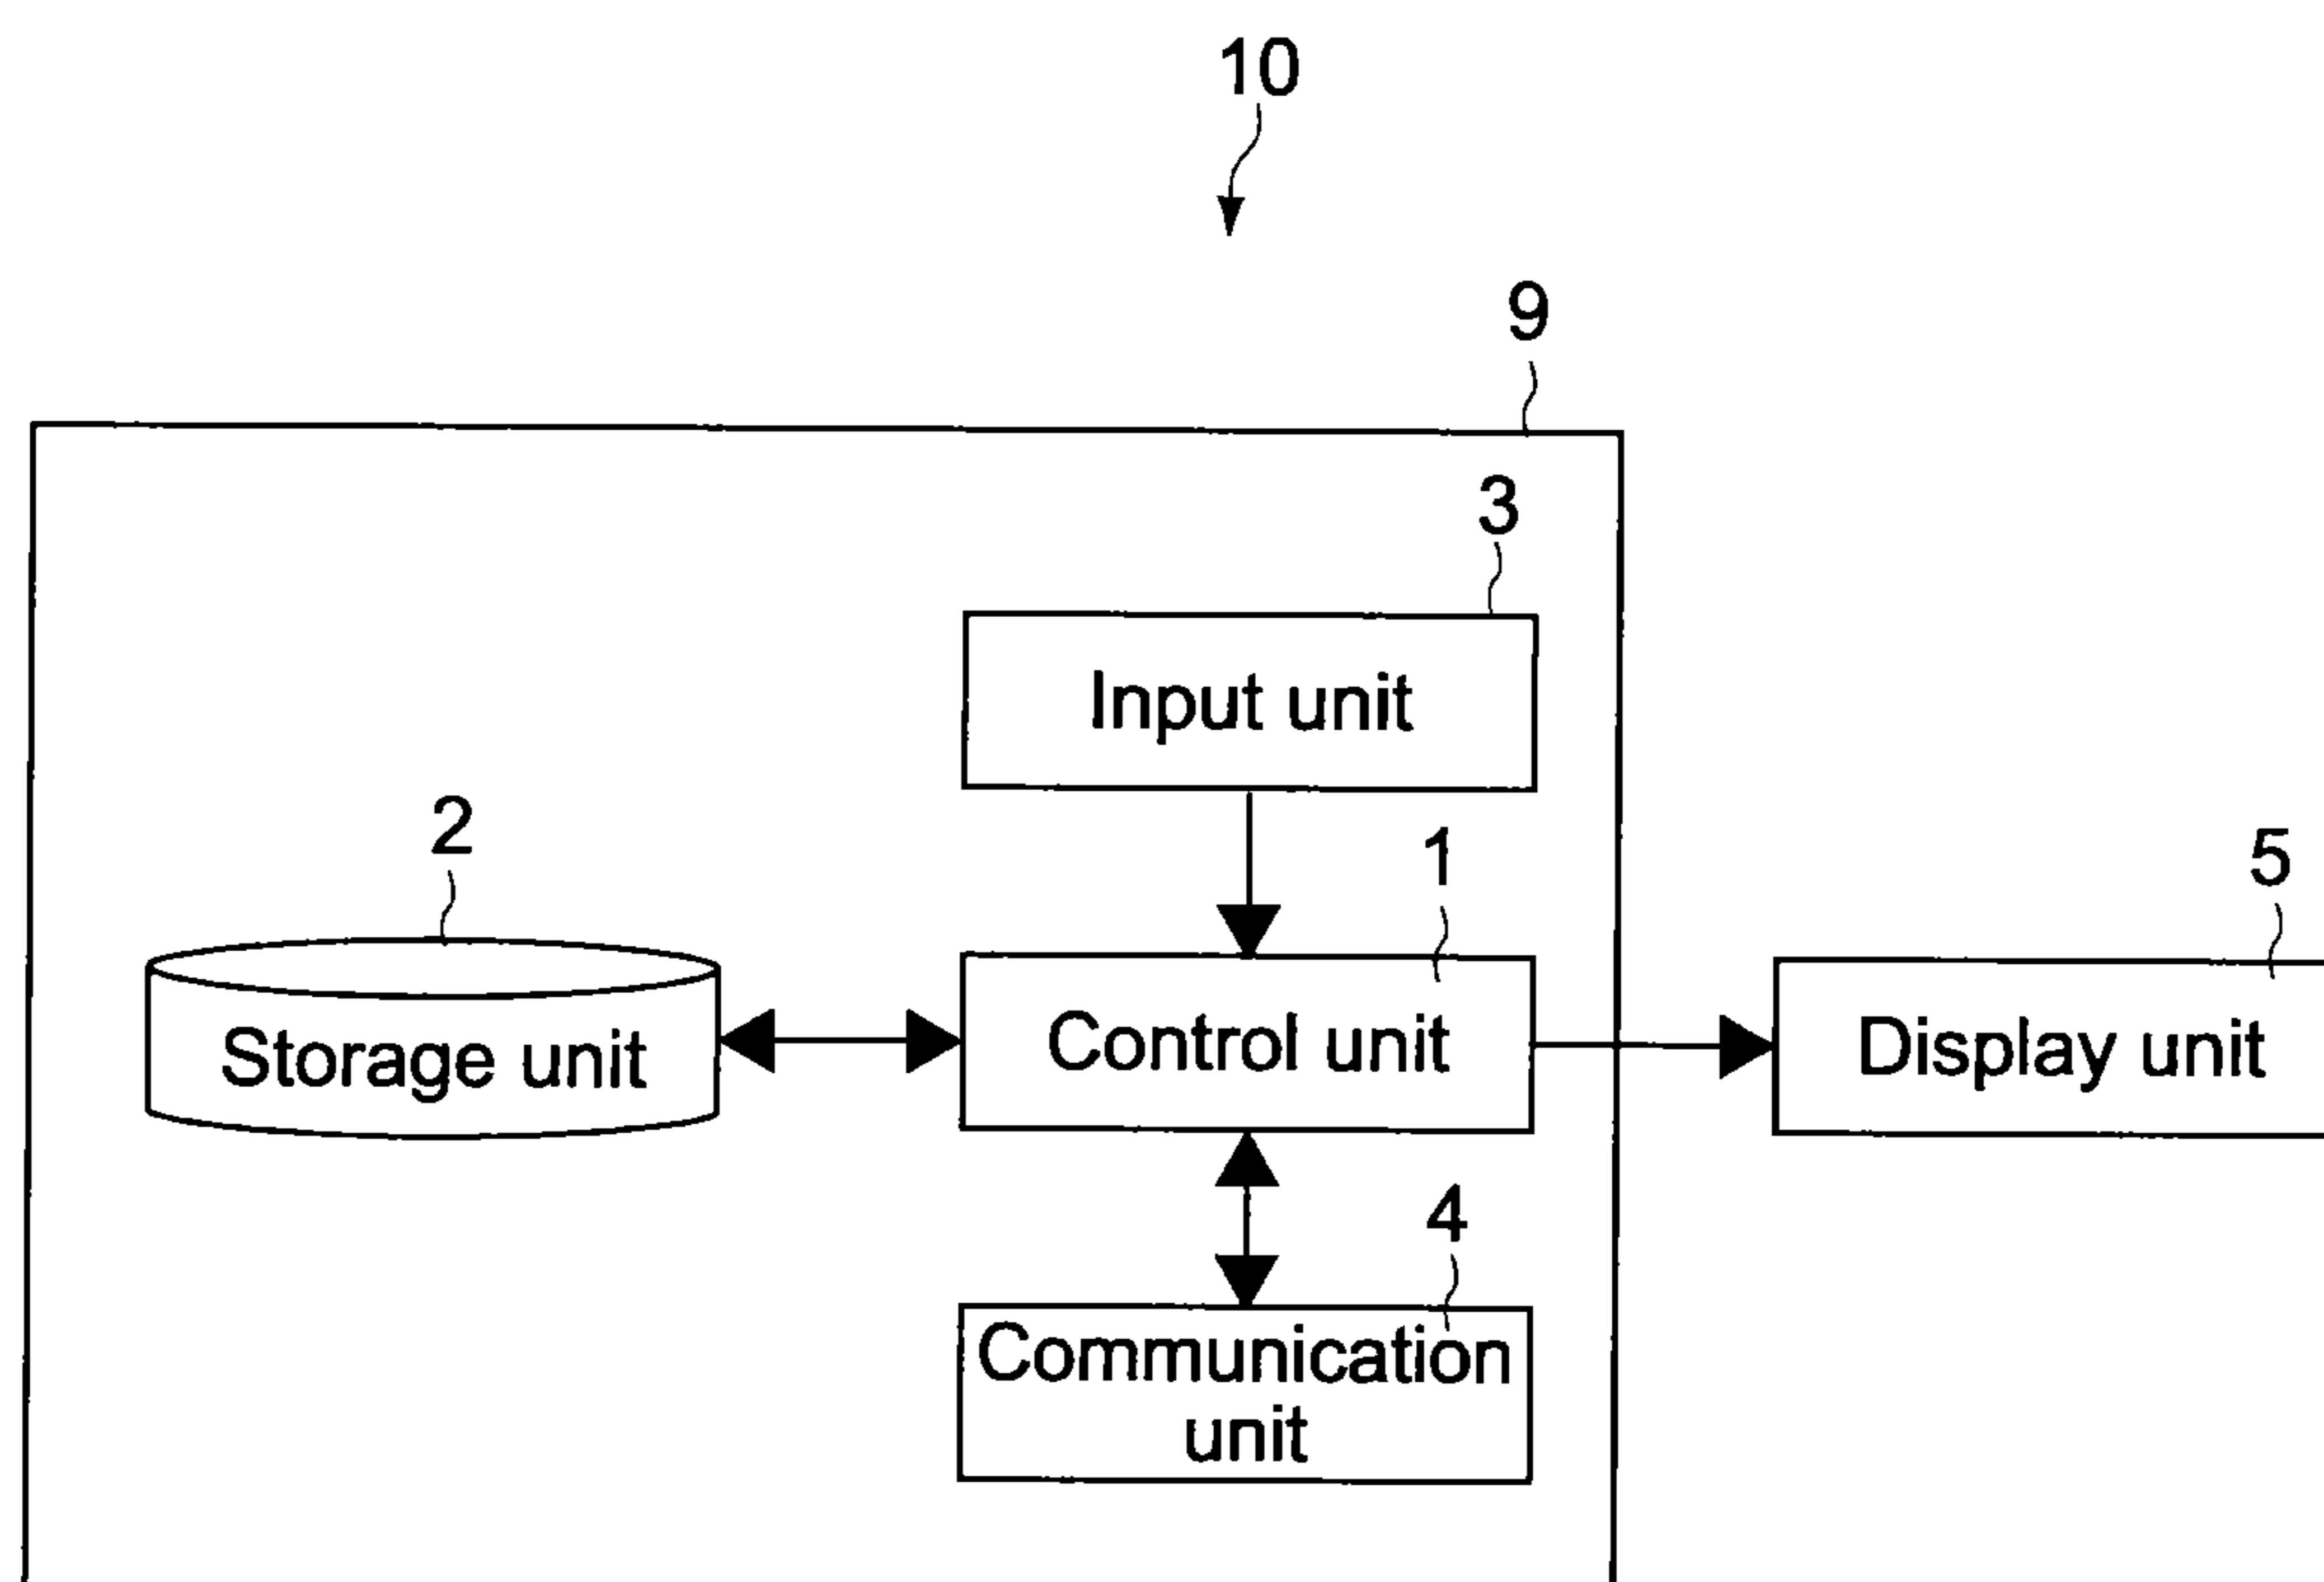 10
9
3
Input unit
2
1
5
Storage unit
Control unit
Display unit
4
Communication
unit